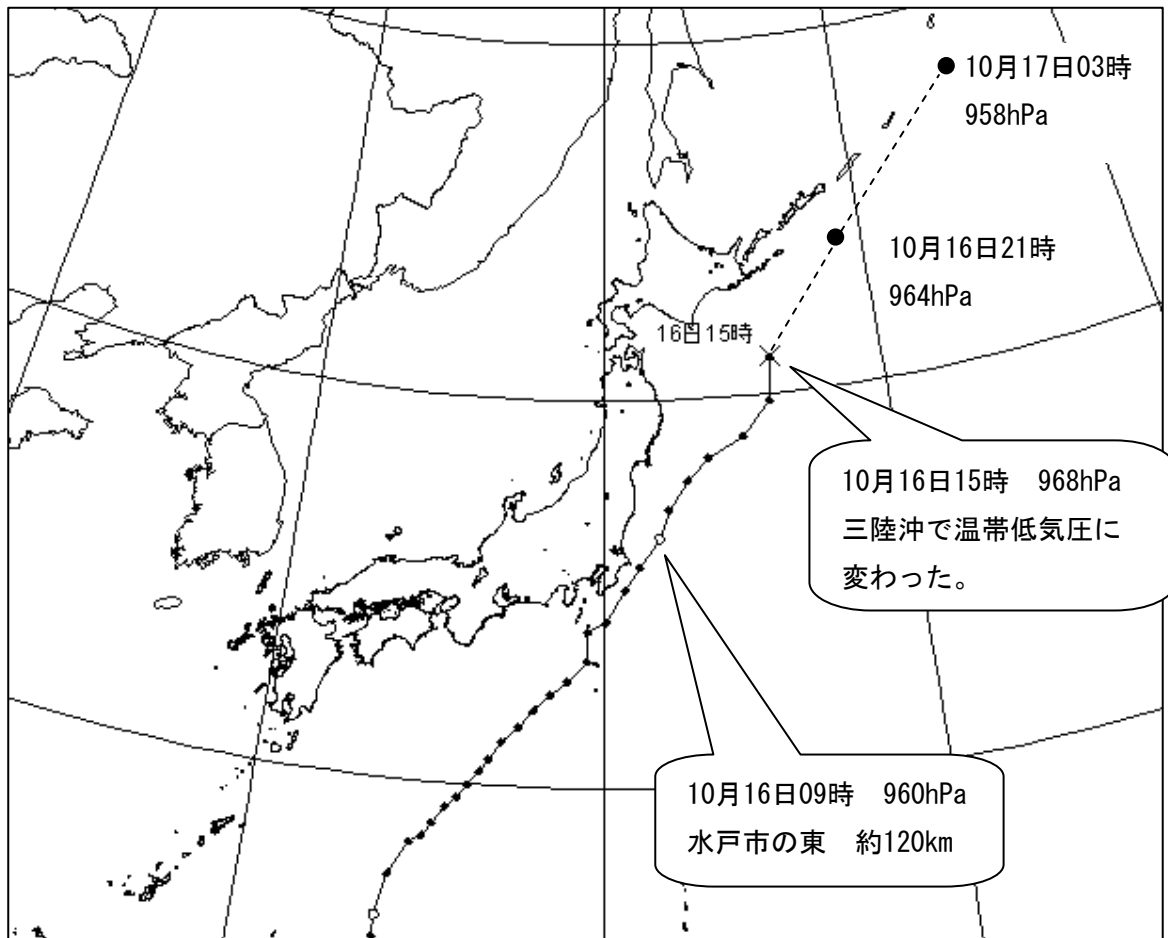 10月17日03時
958hPa
10月16日21時
964hPa
16日15時
10月16日15時　968hPa
三陸沖で温帯低気圧に
変わった。
10月16日09時　960hPa
水戸市の東　約120km